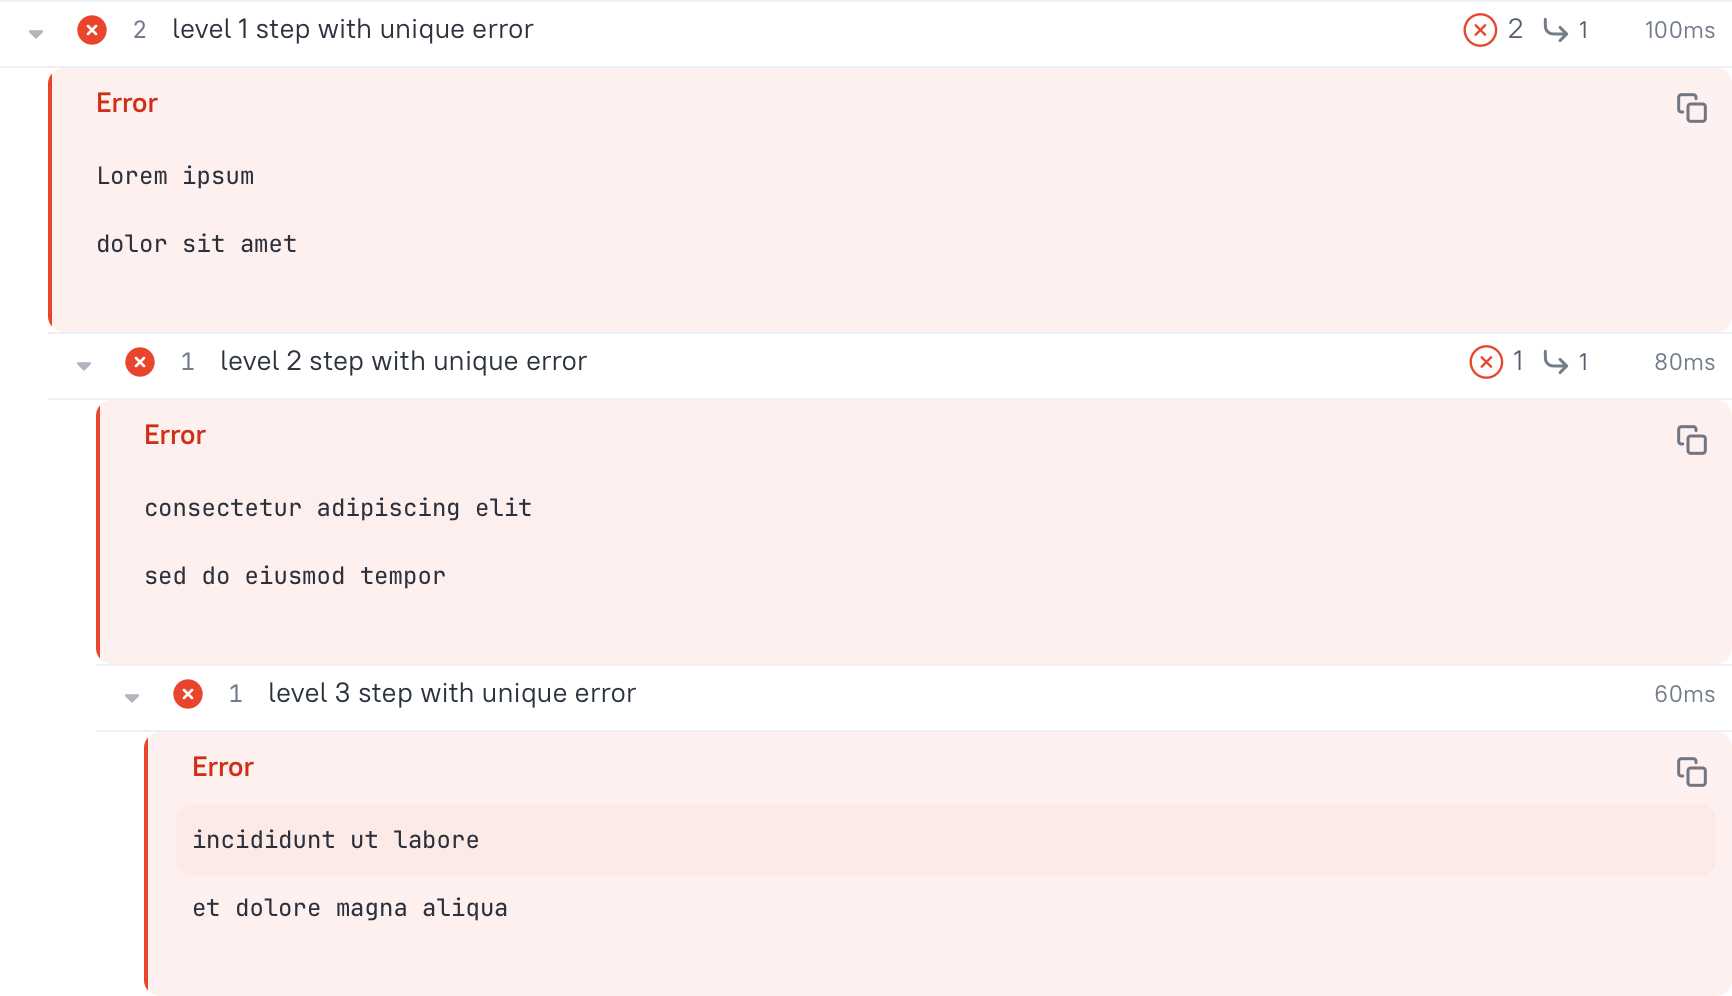 2 level 1 step with unique error 2 1 100ms
Error
Lorem ipsum
dolor sit amet
1 level 2 step with unique error 1 1 80ms
Error
consectetur adipiscing elit
sed do eiusmod tempor
1 level 3 step with unique error 60ms
Error
incididunt ut labore
et dolore magna aliqua